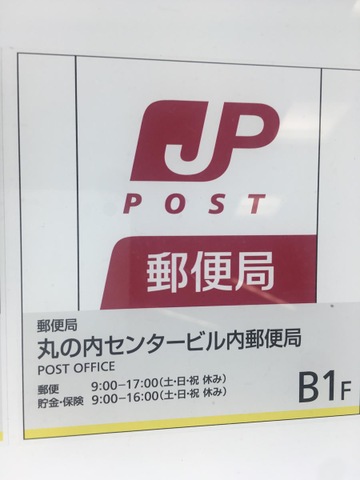 JP
POST
郵便局
郵便局
丸の内センタービル内郵便局
POST OFFICE
郵便 9:00-17:00(土・日・祝 休み)
貯金・保険 9:00-16:00(土・日・祝 休み)
B1F